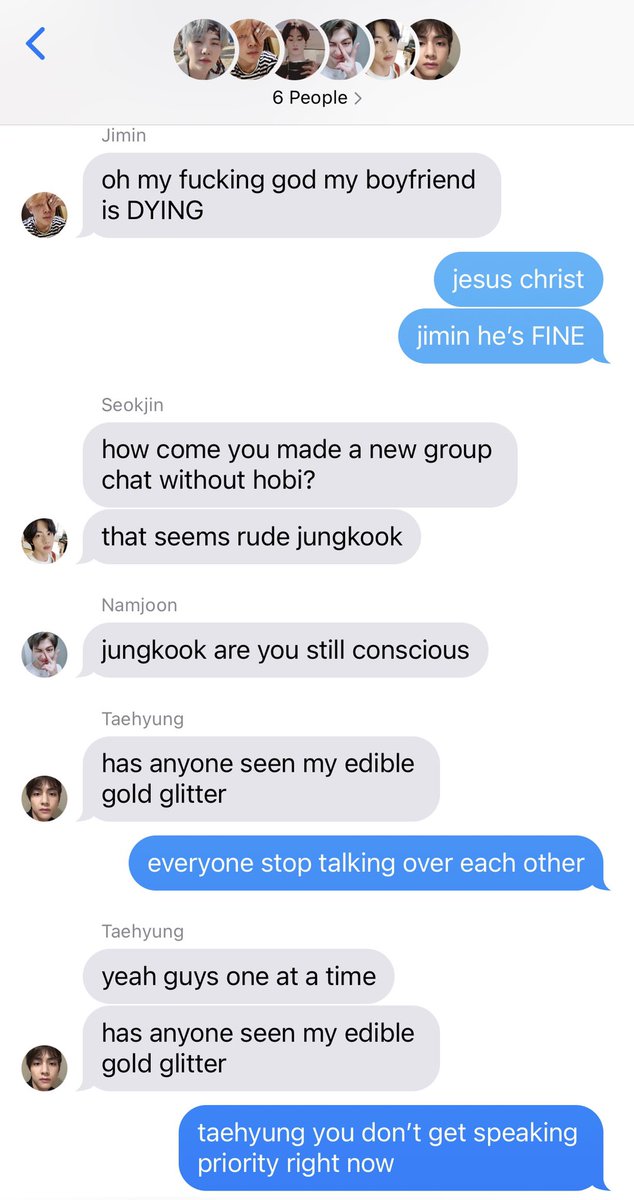 6 People >
Jimin
oh my fucking god my boyfriend
is DYING
jesus christ
jimin he’s FINE
Seokjin
how come you made a new group
chat without hobi?
that seems rude jungkook
Namjoon
jungkook are you still conscious
Taehyung
has anyone seen my edible
gold glitter
everyone stop talking over each other
Taehyung
yeah guys one at a time
has anyone seen my edible
gold glitter
taehyung you don’t get speaking
priority right now